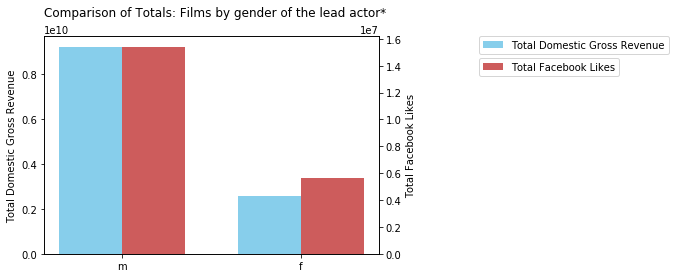 Comparison of Totals: Films by gender of the lead actor*
1e10
1e7
Total Domestic Gross Revenue
0.8
0.6
0.4
0.2
0.0
m
f
1.6
1.4
1.2
1.0
0.8
0.6
0.4
0.2
0.0
Total Facebook Likes
Total Domestic Gross Revenue
Total Facebook Likes